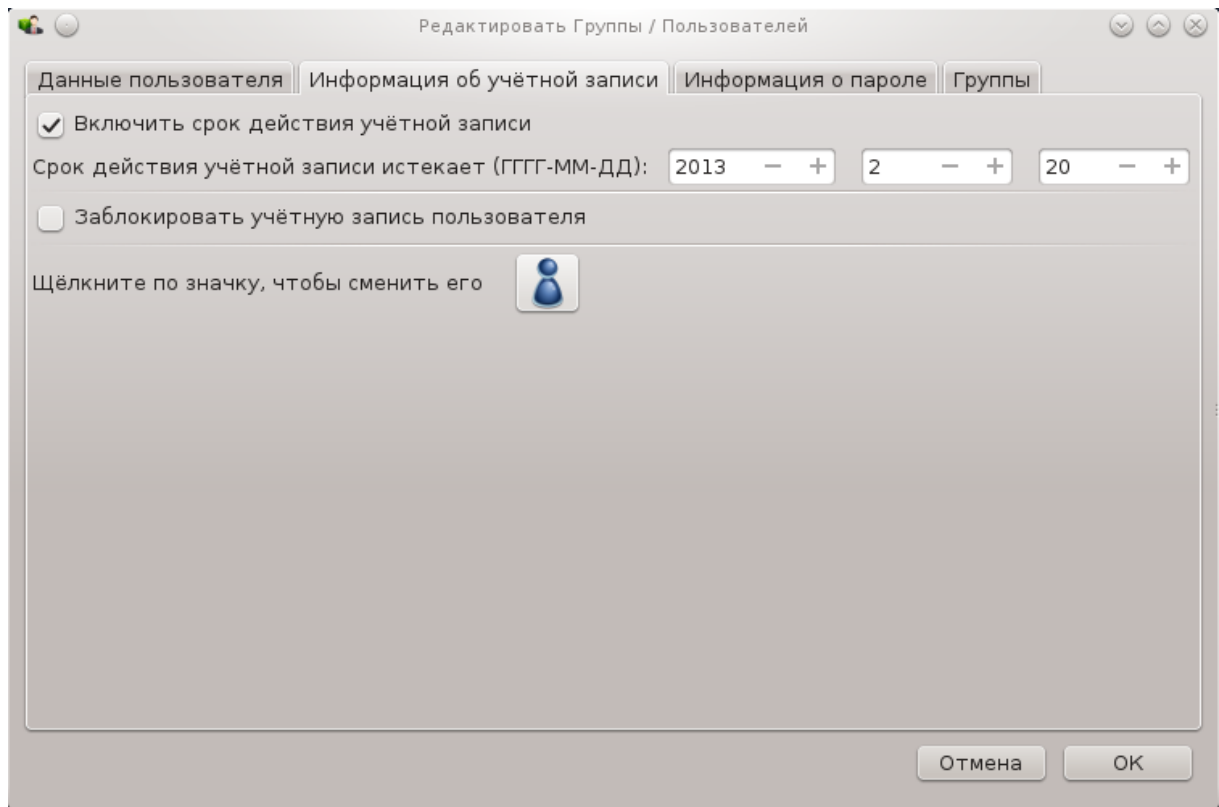 Редактировать Группы / Пользователей
Данные пользователя Информация об учётной записи Информация о пароле Группы
Включить срок действия учётной записи
Срок действия учётной записи истекает (ГГГГ-ММ-ДД): 2013 − + 2 − + 20 − +
Заблокировать учётную запись пользователя
Щёлкните по значку, чтобы сменить его
Отмена OK